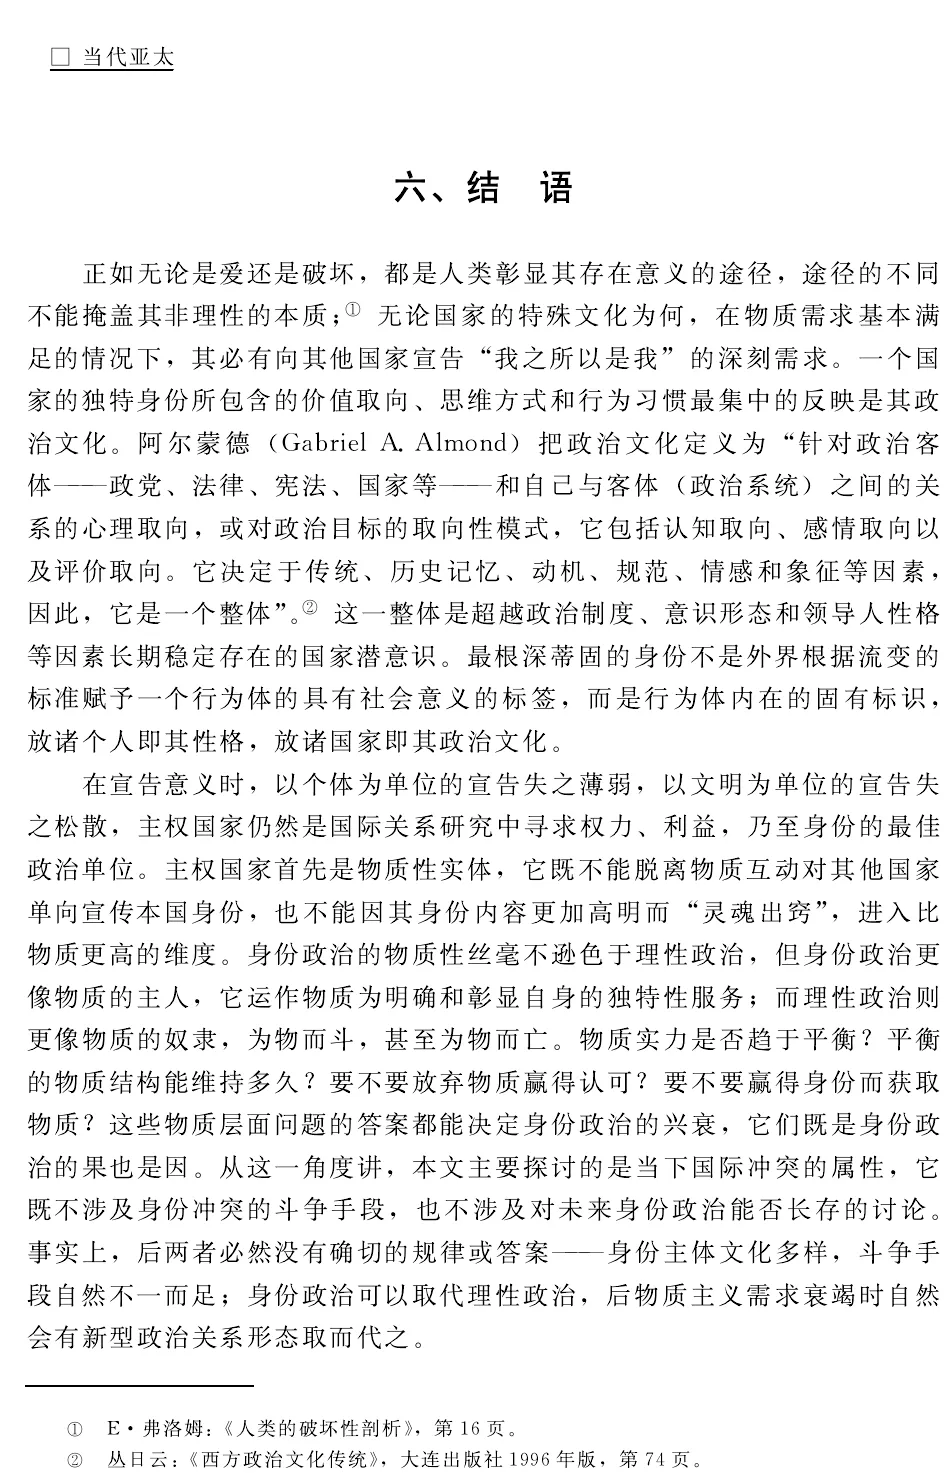 □ 当代亚太
六、结 语
正如无论是爱还是破坏，都是人类彰显其存在意义的途径，途径的不同
不能掩盖其非理性的本质；① 无论国家的特殊文化为何，在物质需求基本满
足的情况下，其必有向其他国家宣告“我之所以是我”的深刻需求。一个国
家的独特身份所包含的价值取向、思维方式和行为习惯最集中的反映是其政
治文化。阿尔蒙德（Gabriel A. Almond）把政治文化定义为“针对政治客
体——政党、法律、宪法、国家等——和自己与客体（政治系统）之间的关
系的心理取向，或对政治目标的取向性模式，它包括认知取向、感情取向以
及评价取向。它决定于传统、历史记忆、动机、规范、情感和象征等因素，
因此，它是一个整体”。② 这一整体是超越政治制度、意识形态和领导人性格
等因素长期稳定存在的国家潜意识。最根深蒂固的身份不是外界根据流变的
标准赋予一个行为体的具有社会意义的标签，而是行为体内在的固有标识，
放诸个人即其性格，放诸国家即其政治文化。
在宣告意义时，以个体为单位的宣告失之薄弱，以文明为单位的宣告失
之松散，主权国家仍然是国际关系研究中寻求权力、利益，乃至身份的最佳
政治单位。主权国家首先是物质性实体，它既不能脱离物质互动对其他国家
单向宣传本国身份，也不能因其身份内容更加高明而“灵魂出窍”，进入比
物质更高的维度。身份政治的物质性丝毫不逊色于理性政治，但身份政治更
像物质的主人，它运作物质为明确和彰显自身的独特性服务；而理性政治则
更像物质的奴隶，为物而斗，甚至为物而亡。物质实力是否趋于平衡？平衡
的物质结构能维持多久？要不要放弃物质赢得认可？要不要赢得身份而获取
物质？这些物质层面问题的答案都能决定身份政治的兴衰，它们既是身份政
治的果也是因。从这一角度讲，本文主要探讨的是当下国际冲突的属性，它
既不涉及身份冲突的斗争手段，也不涉及对未来身份政治能否长存的讨论。
事实上，后两者必然没有确切的规律或答案——身份主体文化多样，斗争手
段自然不一而足；身份政治可以取代理性政治，后物质主义需求衰竭时自然
会有新型政治关系形态取而代之。
① E·弗洛姆：《人类的破坏性剖析》，第 16 页。
② 丛日云：《西方政治文化传统》，大连出版社 1996 年版，第 74 页。